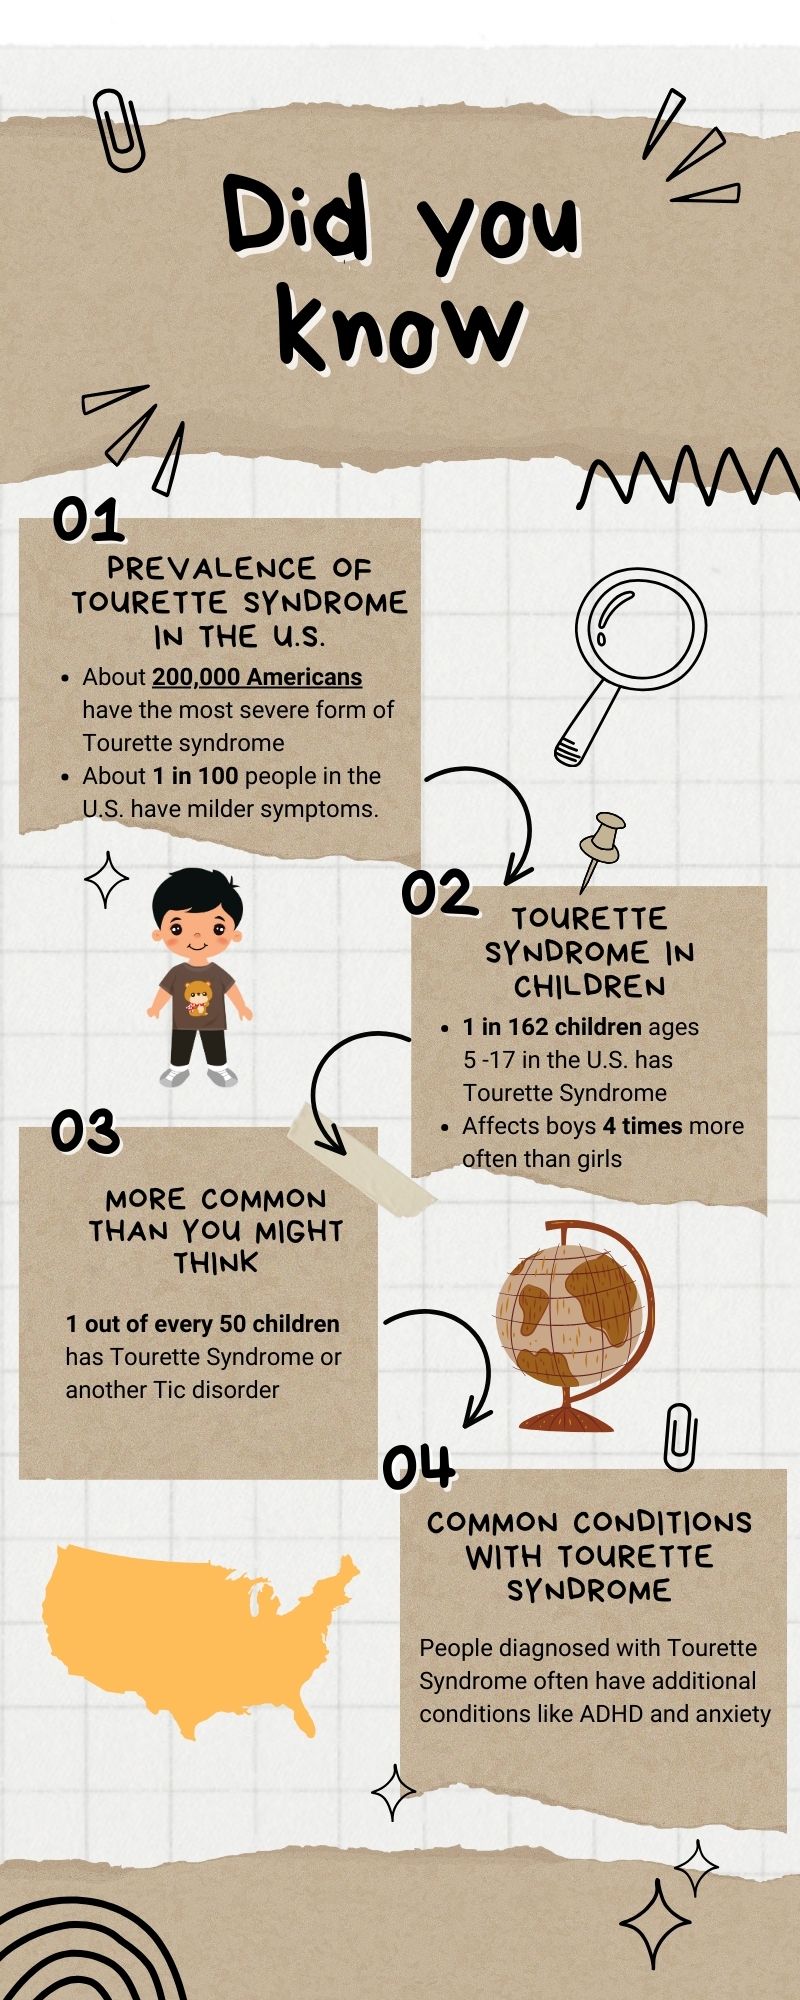 Did you
know
01
PREVALENCE OF
TOURETTE SYNDROME
IN THE U.S.
• About 200,000 Americans
have the most severe form of
Tourette syndrome
• About 1 in 100 people in the
U.S. have milder symptoms.
02
TOURETTE
SYNDROME IN
CHILDREN
• 1 in 162 children ages
5 -17 in the U.S. has
Tourette Syndrome
• Affects boys 4 times more
often than girls
03
MORE COMMON
THAN YOU MIGHT
THINK
1 out of every 50 children
has Tourette Syndrome or
another Tic disorder
04
COMMON CONDITIONS
WITH TOURETTE
SYNDROME
People diagnosed with Tourette
Syndrome often have additional
conditions like ADHD and anxiety